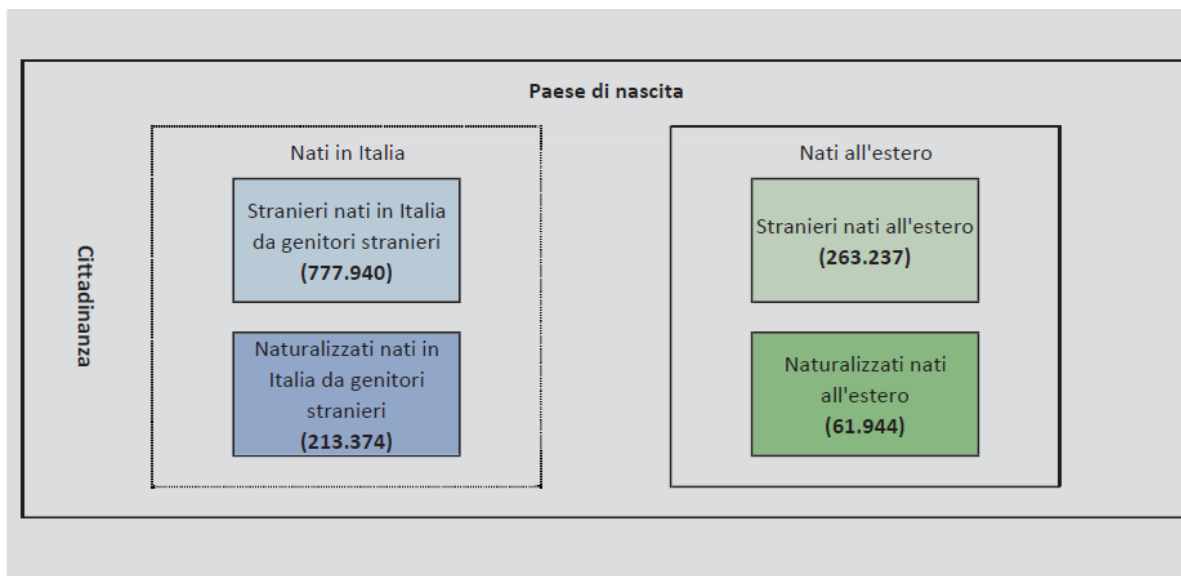 Paese di nascita
Nati in Italia
Stranieri nati in Italia
da genitori stranieri
(777.940)
Naturalizzati nati in
Italia da genitori
stranieri
(213.374)
Nati all'estero
Stranieri nati all'estero
(263.237)
Naturalizzati nati
all'estero
(61.944)
Cittadinanza